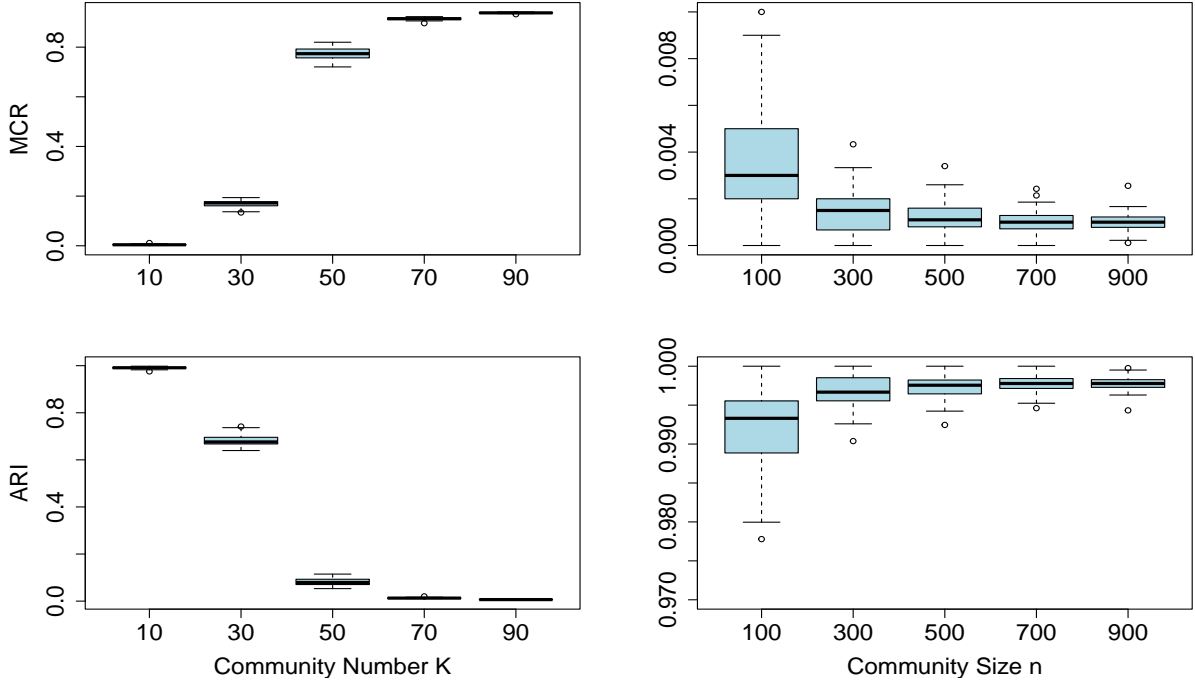 MCR
0.0 0.4 0.8
10 30 50 70 90
0.000 0.004 0.008
100 300 500 700 900
ARI
0.0 0.4 0.8
10 30 50 70 90
Community Number K
0.970 0.980 0.990 1.000
100 300 500 700 900
Community Size n